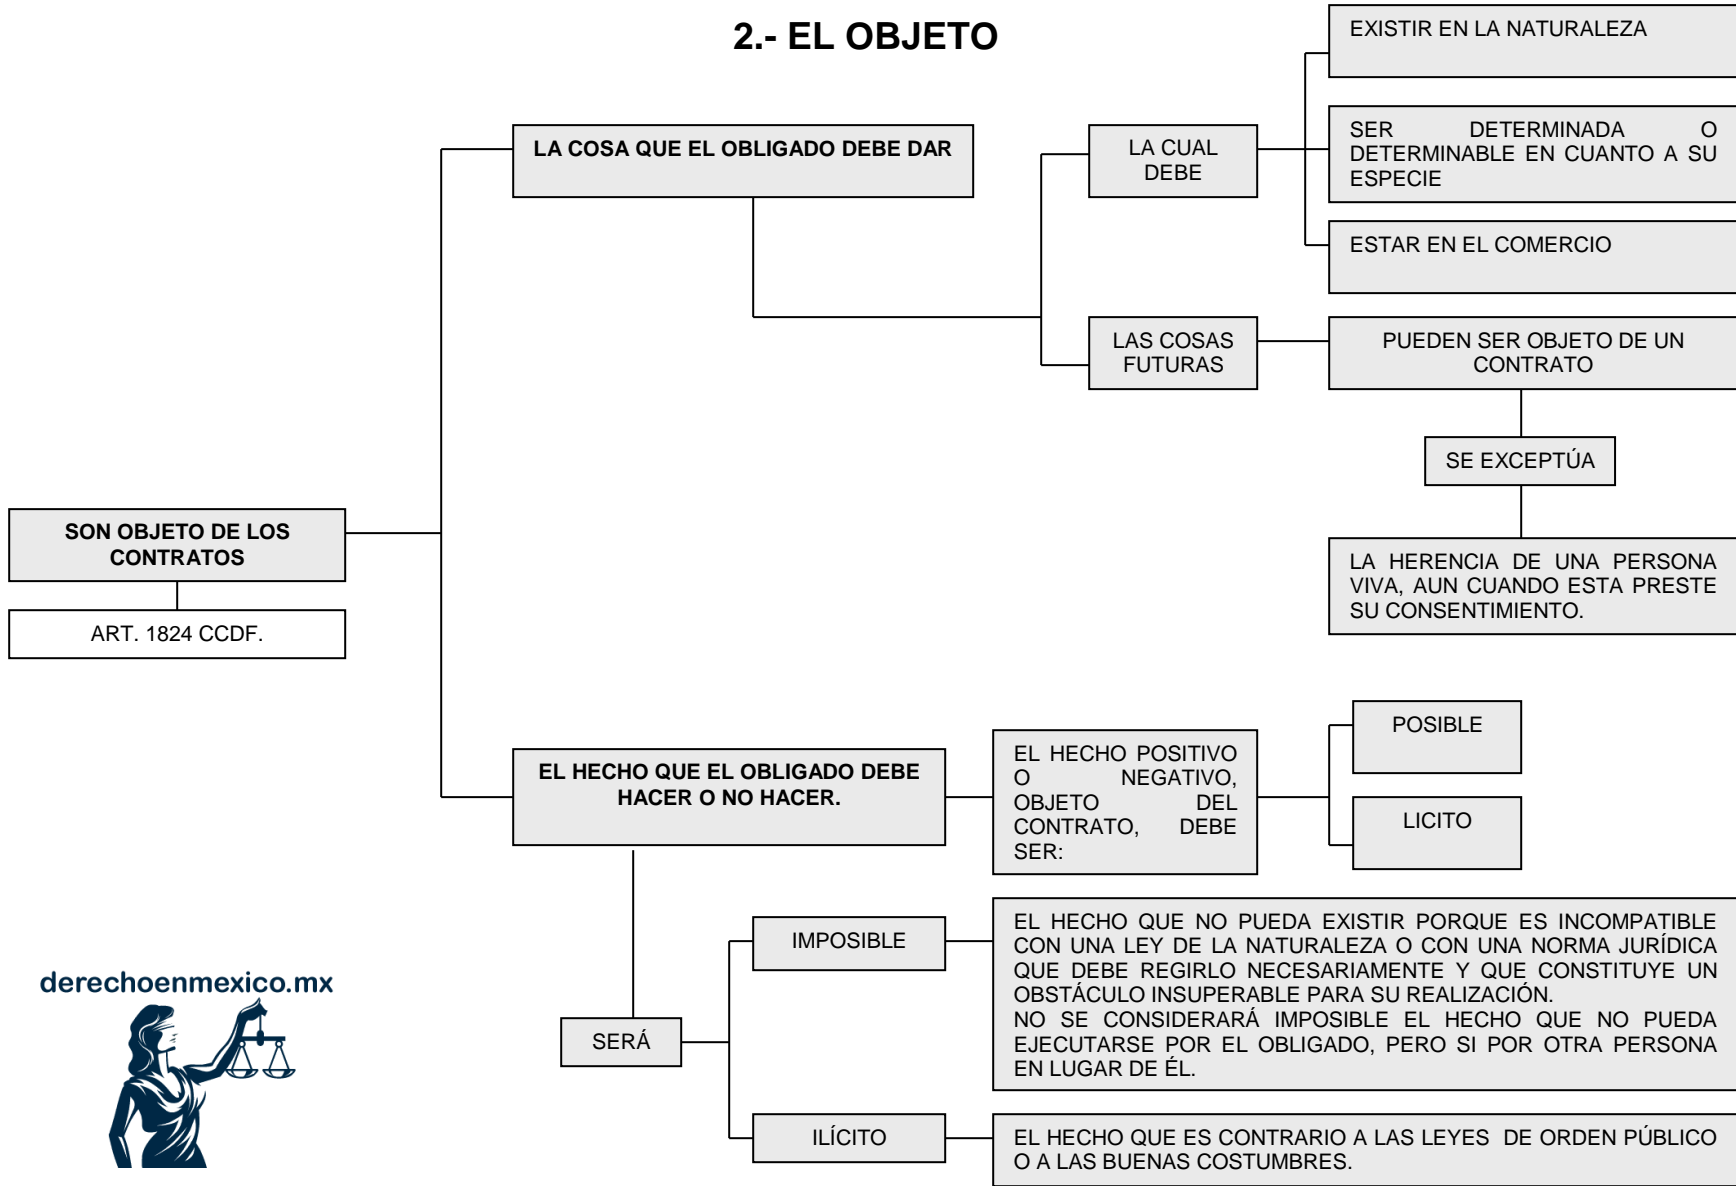 2.- EL OBJETO
SON OBJETO DE LOS
CONTRATOS
ART. 1824 CCDF.
LA COSA QUE EL OBLIGADO DEBE DAR
LA CUAL
DEBE
EXISTIR EN LA NATURALEZA
SER DETERMINADA O
DETERMINABLE EN CUANTO A SU
ESPECIE
ESTAR EN EL COMERCIO
LAS COSAS
FUTURAS
PUEDEN SER OBJETO DE UN
CONTRATO
SE EXCEPTÚA
LA HERENCIA DE UNA PERSONA
VIVA, AUN CUANDO ESTA PRESTE
SU CONSENTIMIENTO.
EL HECHO QUE EL OBLIGADO DEBE
HACER O NO HACER.
EL HECHO POSITIVO
O NEGATIVO,
OBJETO DEL
CONTRATO, DEBE
SER:
POSIBLE
LICITO
SERÁ
IMPOSIBLE
EL HECHO QUE NO PUEDA EXISTIR PORQUE ES INCOMPATIBLE
CON UNA LEY DE LA NATURALEZA O CON UNA NORMA JURÍDICA
QUE DEBE REGIRLO NECESARIAMENTE Y QUE CONSTITUYE UN
OBSTÁCULO INSUPERABLE PARA SU REALIZACIÓN.
NO SE CONSIDERARÁ IMPOSIBLE EL HECHO QUE NO PUEDA
EJECUTARSE POR EL OBLIGADO, PERO SI POR OTRA PERSONA
EN LUGAR DE ÉL.
ILÍCITO
EL HECHO QUE ES CONTRARIO A LAS LEYES DE ORDEN PÚBLICO
O A LAS BUENAS COSTUMBRES.
derechoenmexico.mx